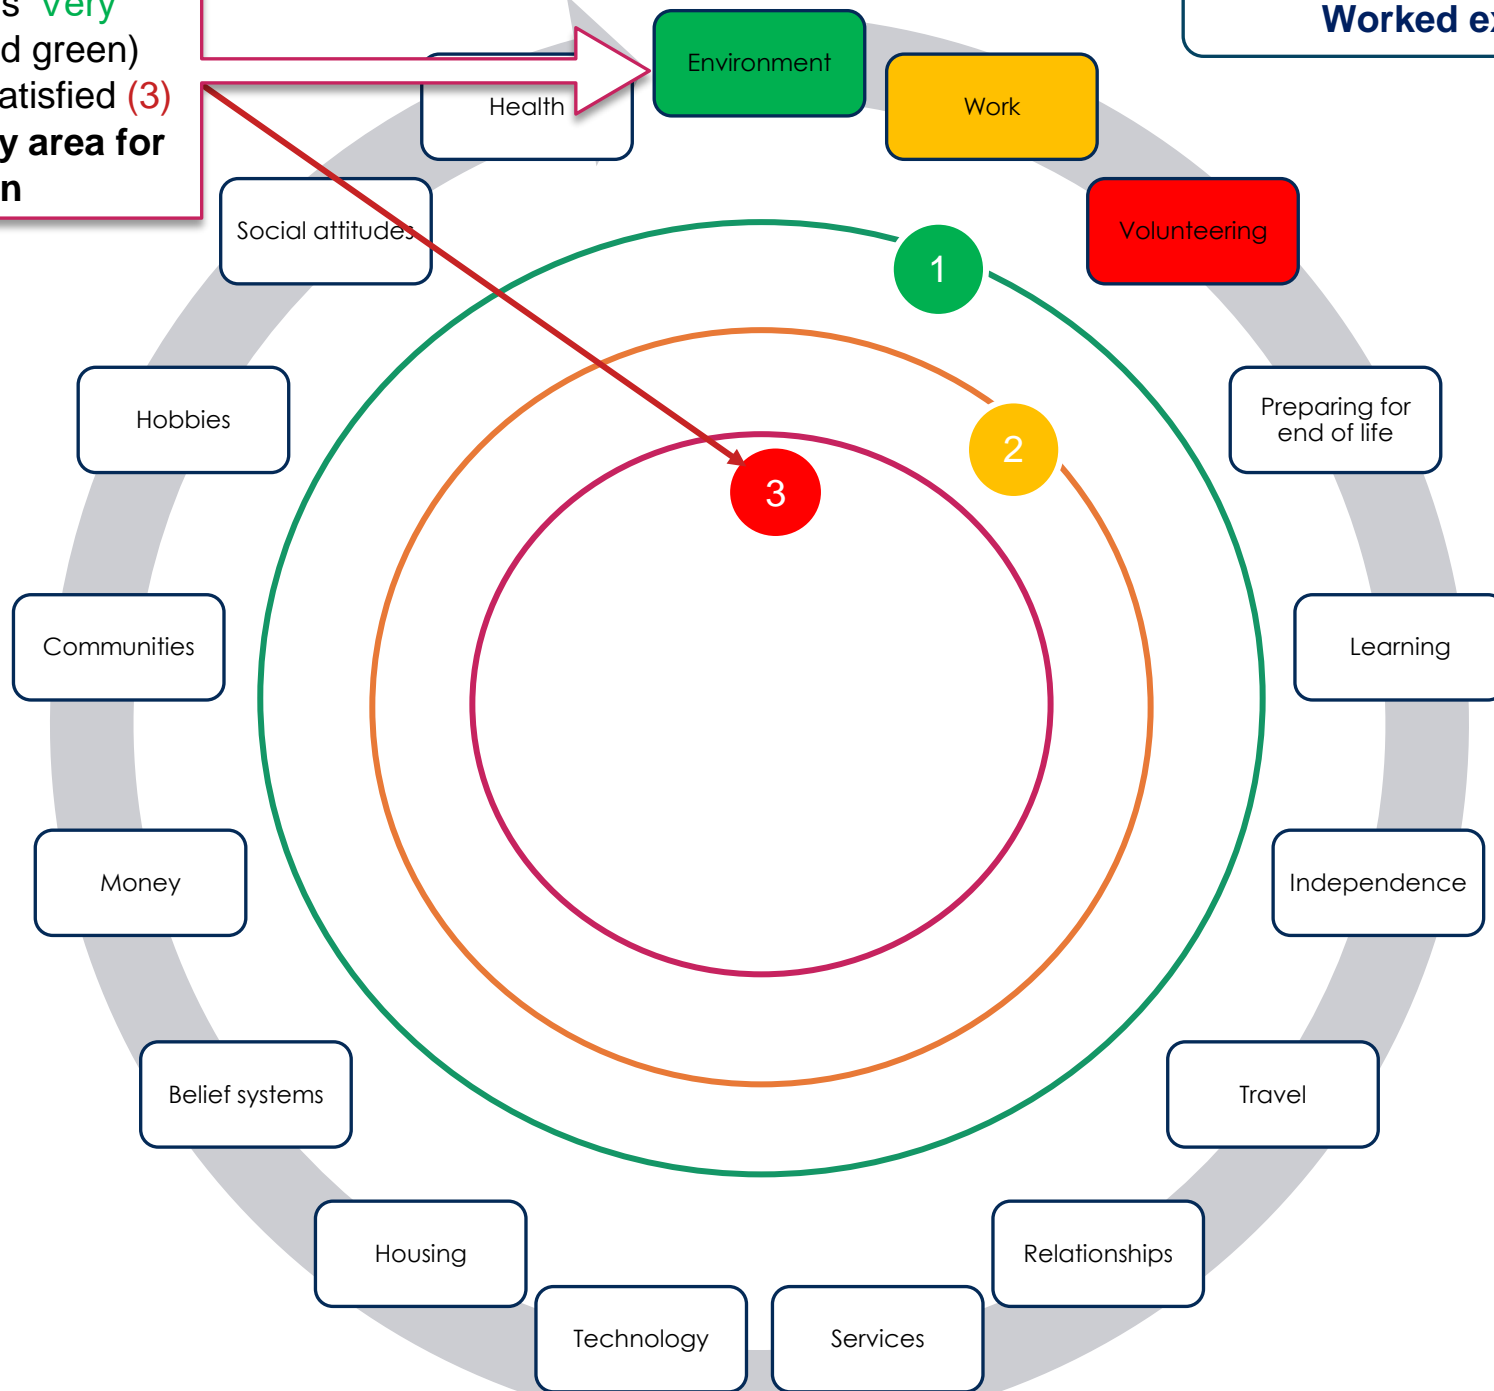 s 'Very
d green)
atisfied (3)
y area for
n
Worked ex
Environment
Health
Work
Social attitudes
Volunteering
1
Hobbies
Preparing for
end of life
2
3
Communities
Learning
Money
Independence
Belief systems
Travel
Housing
Relationships
Technology
Services